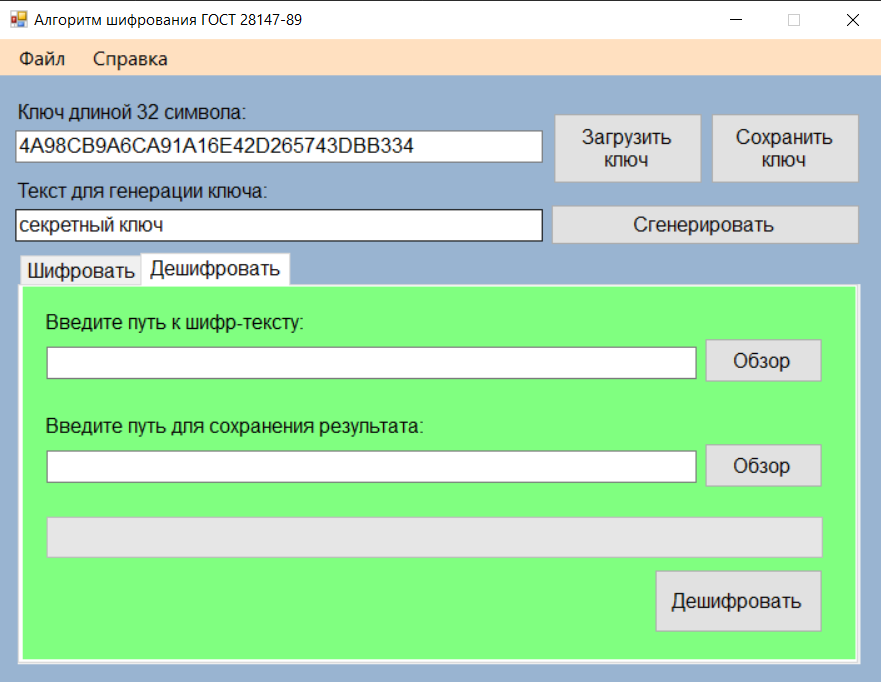 Алгоритм шифрования ГОСТ 28147-89
Файл Справка
Ключ длиной 32 символа:
4A98CB9A6CA91A16E42D265743DBB334
Загрузить
ключ
Сохранить
ключ
Текст для генерации ключа:
секретный ключ
Сгенерировать
Шифровать Дешифровать
Введите путь к шифр-тексту:
Обзор
Введите путь для сохранения результата:
Обзор
Дешифровать